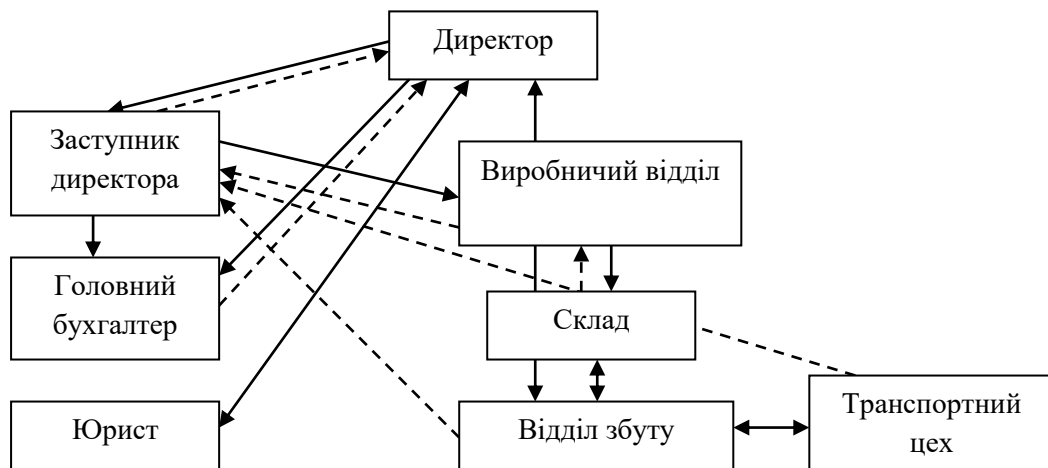 Директор
Заступник
директора
Виробничий відділ
Головний
бухгалтер
Склад
Юрист
Відділ збуту
Транспортний
цех